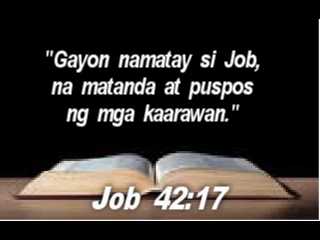 "Gayon namatay si Job,
na matanda at puspos
ng mga kaarawan."
Job 42:17